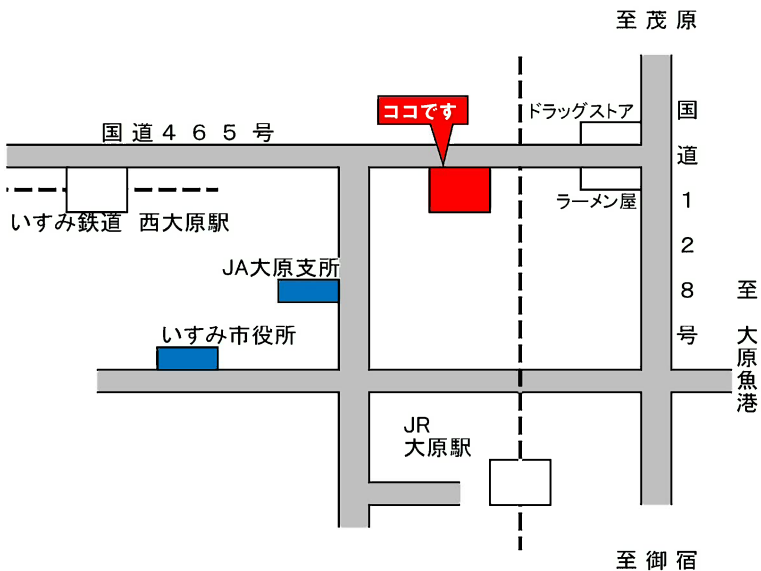 至 茂 原
ココです
ドラッグストア
国道４６５号
国道１２８号
ラーメン屋
いすみ鉄道 西大原駅
JA大原支所
至 大原魚港
いすみ市役所
JR
大原駅
至 御 宿